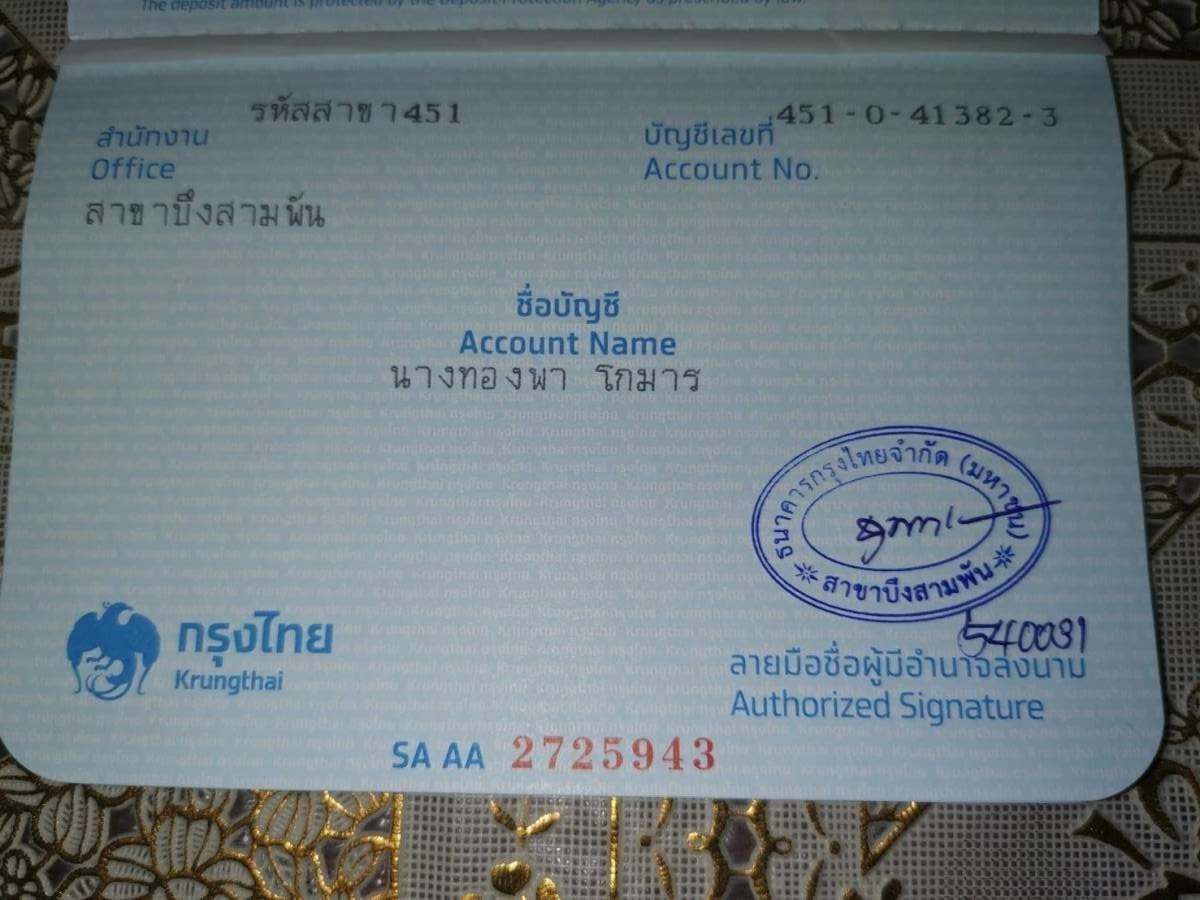 The deposit amount is protected by the Deposit Protection Agency as prescribed by law.
รหัสสาขา451
สำนักงาน
Office
สาขาบึงสามพัน
451-0-41382-3
บัญชีเลขที่
Account No.
ชื่อบัญชี
Account Name
นางทองพา โกมาร
ธนาคารกรุงไทยจำกัด (มหาชน)
สาขาบึงสามพัน
540031
ลายมือชื่อผู้มีอำนาจลงนาม
Authorized Signature
กรุงไทย
Krungthai
SA AA 2725943